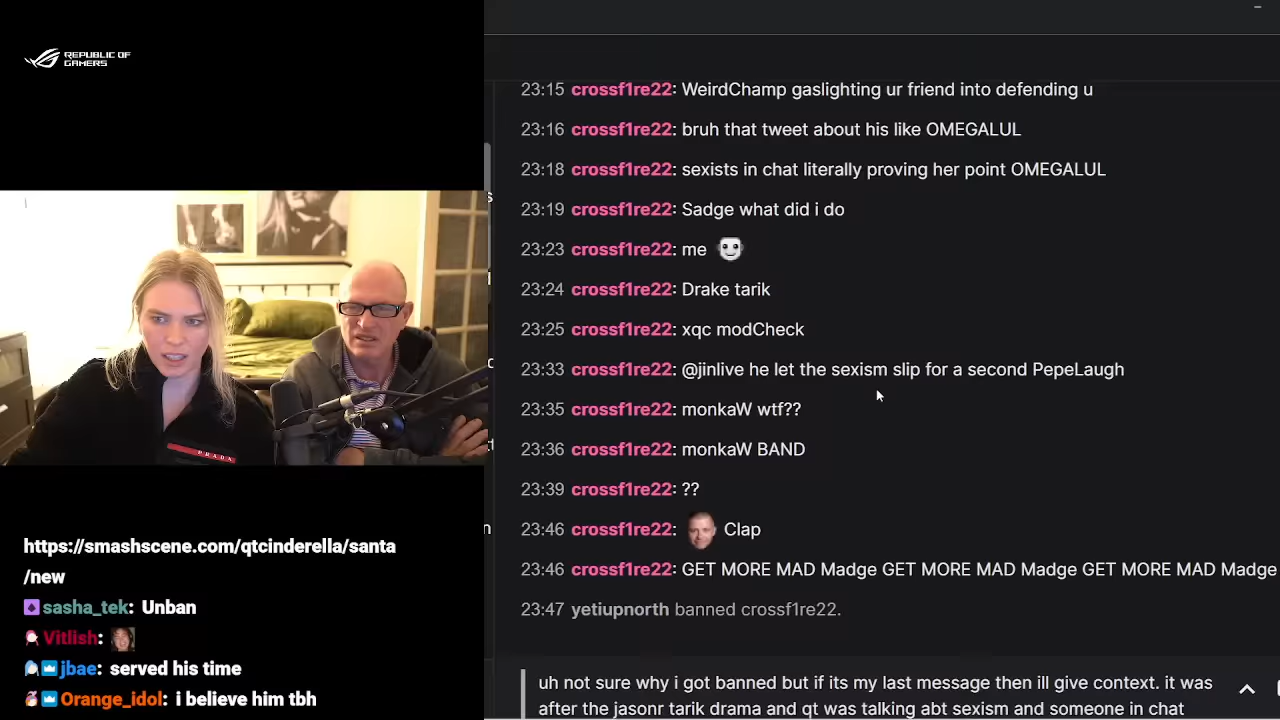 REPUBLIC OF
GAMERS
23:15 crossf1re22: WeirdChamp gaslighting ur friend into defending u
23:16 crossf1re22: bruh that tweet about his like OMEGALUL
23:18 crossf1re22: sexists in chat literally proving her point OMEGALUL
23:19 crossf1re22: Sadge what did i do
23:23 crossf1re22: me
23:24 crossf1re22: Drake tarik
23:25 crossf1re22: xqc modCheck
23:33 crossf1re22: @jinlive he let the sexism slip for a second PepeLaugh
23:35 crossf1re22: monkaW wtf??
23:36 crossf1re22: monkaW BAND
23:39 crossf1re22: ??
23:46 crossf1re22: Clap
23:46 crossf1re22: GET MORE MAD Madge GET MORE MAD Madge GET MORE MAD Madge
23:47 yetiupnorth banned crossf1re22.
uh not sure why i got banned but if its my last message then ill give context. it was
after the jasonr tarik drama and qt was talking abt sexism and someone in chat
PRADA
https://smashscene.com/qtcinderella/santa
/new
sasha_tek: Unban
Vitlish:
jbae: served his time
Orange_idol: i believe him tbh